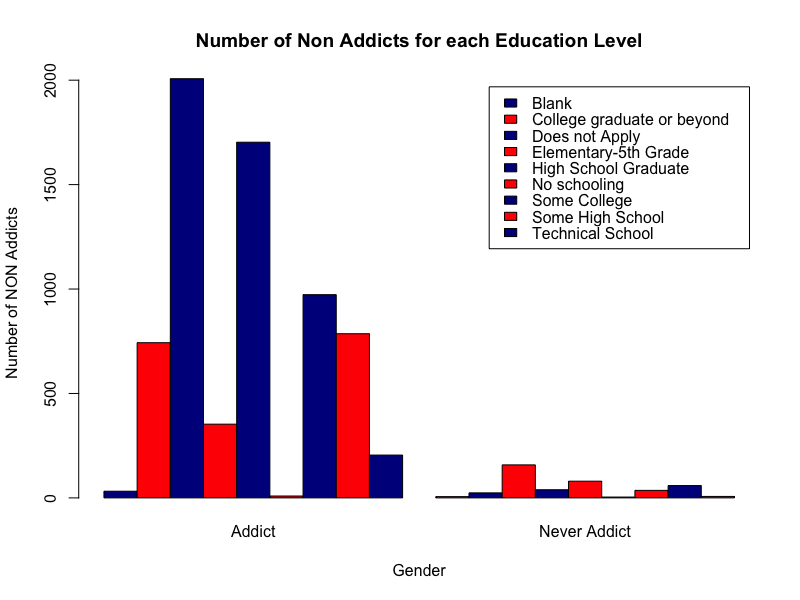 Number of Non Addicts for each Education Level
2000
1500
1000
500
0
Number of NON Addicts
Blank
College graduate or beyond
Does not Apply
Elementary-5th Grade
High School Graduate
No schooling
Some College
Some High School
Technical School
Addict
Never Addict
Gender